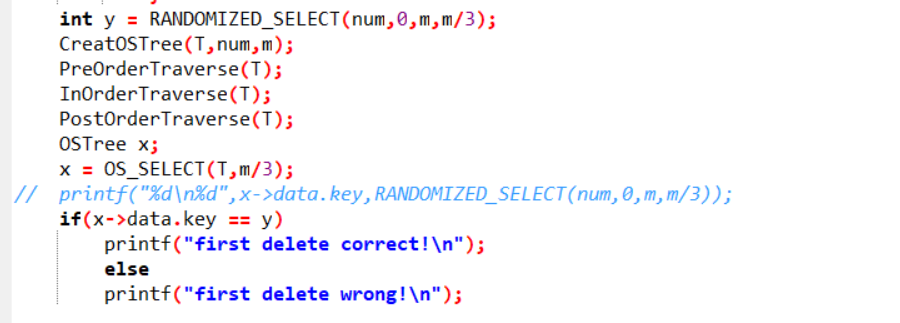 int y = RANDOMIZED_SELECT(num,0,m,m/3);
CreatOSTree(T,num,m);
PreOrderTraverse(T);
InOrderTraverse(T);
PostOrderTraverse(T);
OSTree x;
x = OS_SELECT(T,m/3);
//  printf("%d\n%d",x->data.key,RANDOMIZED_SELECT(num,0,m,m/3));
if(x->data.key == y)
printf("first delete correct!\n");
else
printf("first delete wrong!\n");